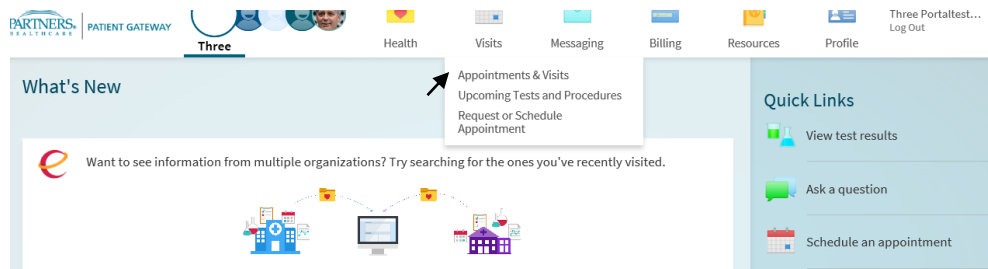 PARTNERS.
HEALTHCARE
PATIENT GATEWAY
Three
Health
Visits
Messaging
Billing
Resources
Profile
Three Portaltest...
Log Out
Appointments & Visits
Upcoming Tests and Procedures
Request or Schedule
Appointment
What's New
Want to see information from multiple organizations? Try searching for the ones you've recently visited.
Quick Links
View test results
Ask a question
Schedule an appointment